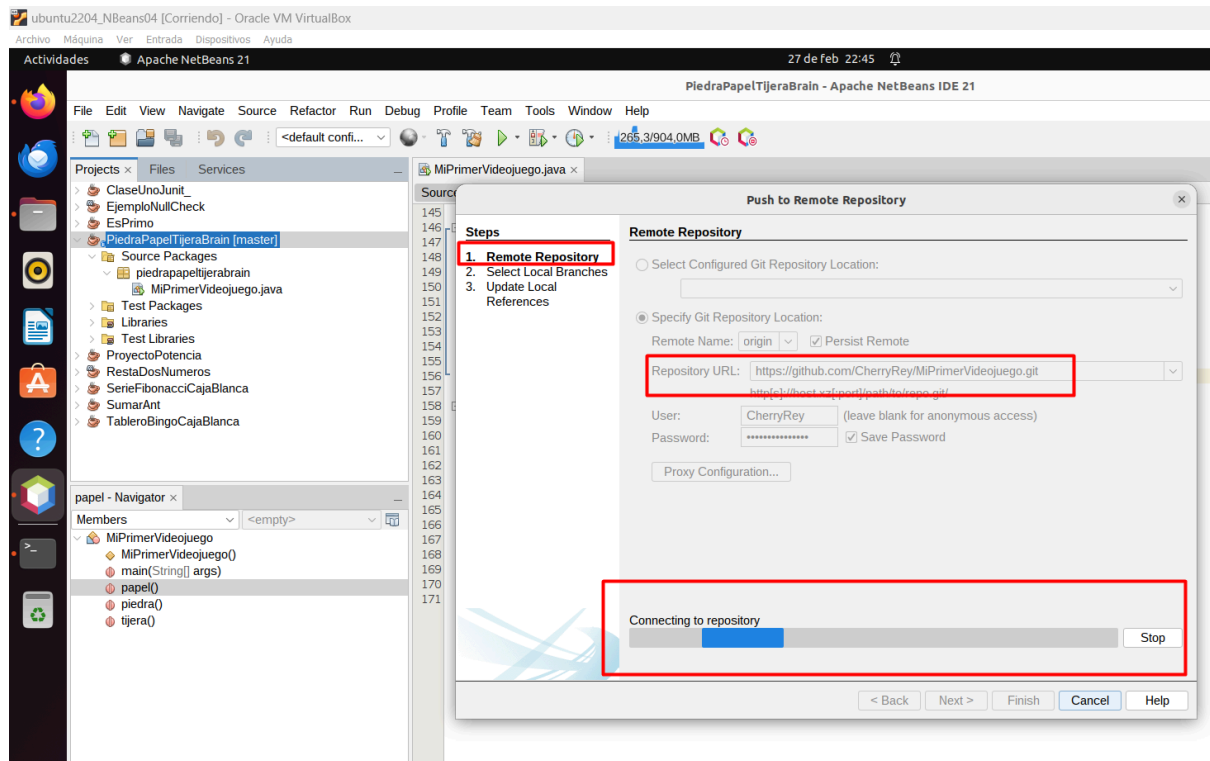 ubuntu2204_NBeans04 [Corriendo] - Oracle VM VirtualBox
Archivo Máquina Ver Entrada Dispositivos Ayuda
Actividades Apache NetBeans 21 27 de feb 22:45
PiedraPapelTijeraBrain - Apache NetBeans IDE 21
File Edit View Navigate Source Refactor Run Debug Profile Team Tools Window Help
<default confi... 265,3/904,0MB
Projects Files Services
MiPrimerVideojuego.java
ClaseUnoJunit_
EjemploNullCheck
EsPrimo
PiedraPapelTijeraBrain [master]
Source Packages
piedrapapeltijerabrain
MiPrimerVideojuego.java
Test Packages
Libraries
Test Libraries
ProyectoPotencia
RestaDosNumeros
SerieFibonacciCajaBlanca
SumarAnt
TableroBingoCajaBlanca
papel - Navigator
Members <empty>
MiPrimerVideojuego
MiPrimerVideojuego()
main(String[] args)
papel()
piedra()
tijera()
145
146
147
148
149
150
151
152
153
154
155
156
157
158
159
160
161
162
163
164
165
166
167
168
169
170
171
Push to Remote Repository
Steps
1. Remote Repository
2. Select Local Branches
3. Update Local
References
Remote Repository
Select Configured Git Repository Location:
Specify Git Repository Location:
Remote Name: origin Persist Remote
Repository URL: https://github.com/CherryRey/MiPrimerVideojuego.git
http[s]://host.xz[:port]/path/to/repo.git/
User: CherryRey (leave blank for anonymous access)
Password: ••••••••••••••• Save Password
Proxy Configuration...
Connecting to repository
Stop
< Back Next > Finish Cancel Help